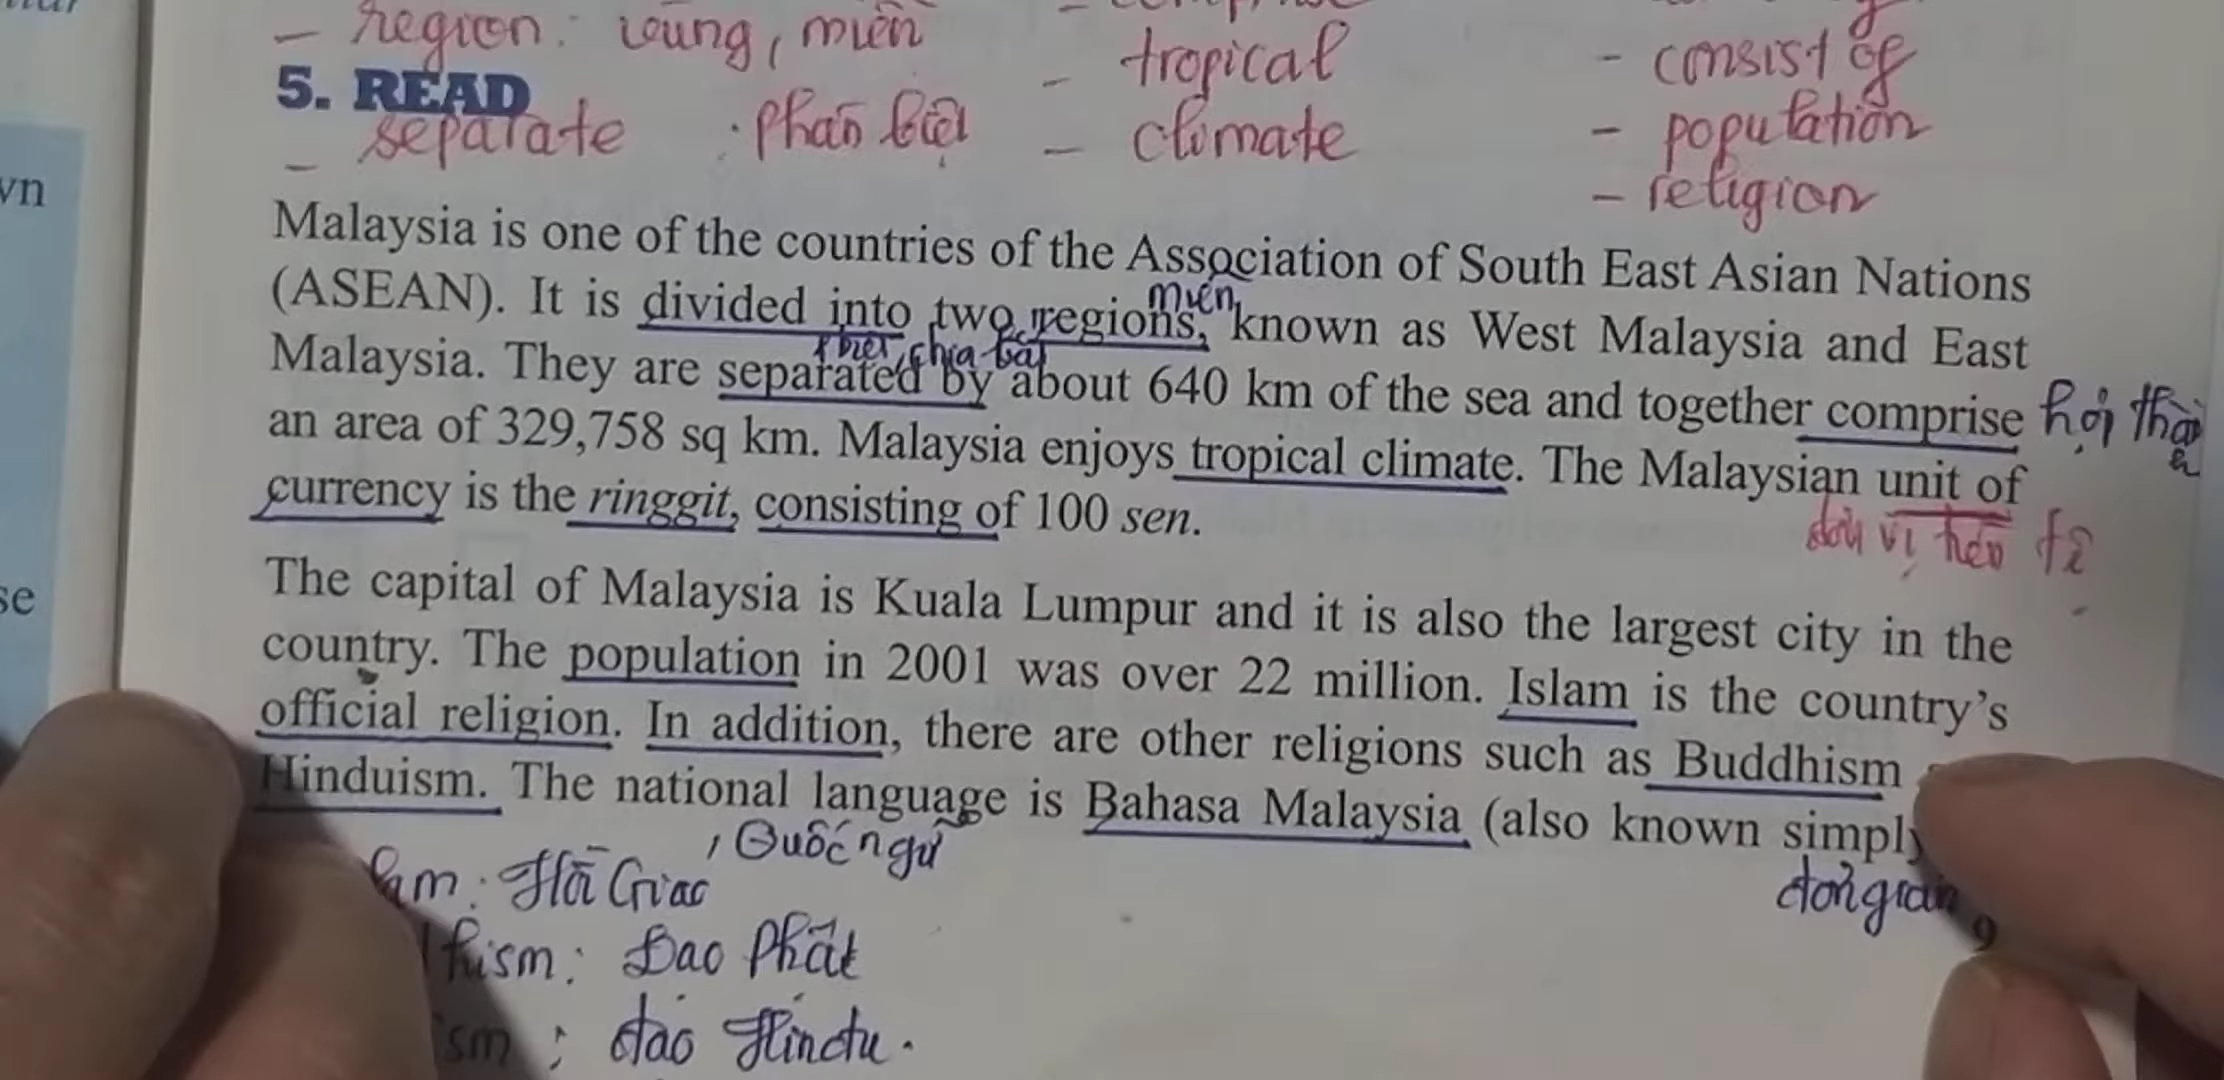 - region: vùng, miền
- tropical
- consist of
5. READ
- separate : phân biệt
- climate
- population
- religion
Malaysia is one of the countries of the Association of South East Asian Nations
miền
(ASEAN). It is divided into two regions, known as West Malaysia and East
Malaysia. They are separated by about 640 km of the sea and together comprise
an area of 329,758 sq km. Malaysia enjoys tropical climate. The Malaysian unit of
currency is the ringgit, consisting of 100 sen.
đơn vị tiền tệ
The capital of Malaysia is Kuala Lumpur and it is also the largest city in the
country. The population in 2001 was over 22 million. Islam is the country's
official religion. In addition, there are other religions such as Buddhism
Hinduism. The national language is Bahasa Malaysia (also known simply
Quốc ngữ
đơn giản
lam: Hồi Giáo
9
hism: Đạo Phật
ism: đạo Hindu.